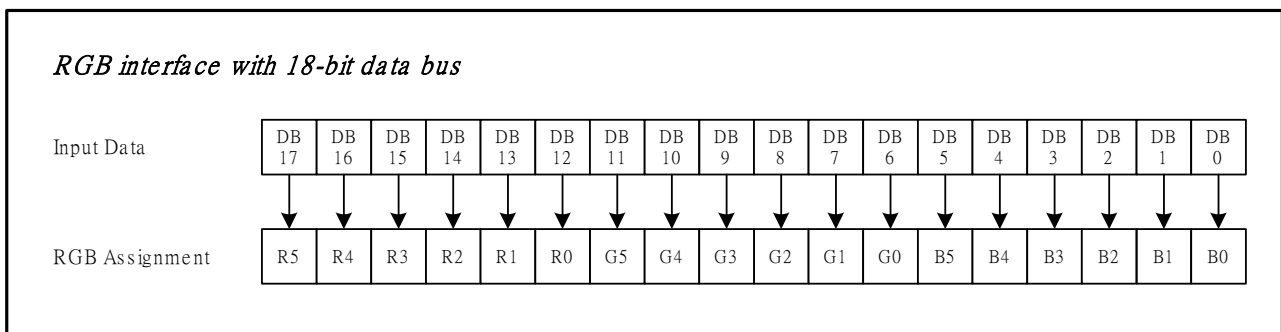 RGB interface with 18-bit data bus
Input Data
DB 17 DB 16 DB 15 DB 14 DB 13 DB 12 DB 11 DB 10 DB 9 DB 8 DB 7 DB 6 DB 5 DB 4 DB 3 DB 2 DB 1 DB 0
RGB Assignment
R5 R4 R3 R2 R1 R0 G5 G4 G3 G2 G1 G0 B5 B4 B3 B2 B1 B0